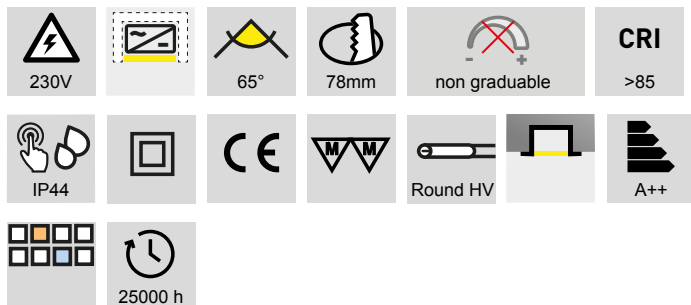 230V
65°
78mm
- +
non graduable
CRI
>85
IP44
CE
M M
Round HV
A++
25000 h